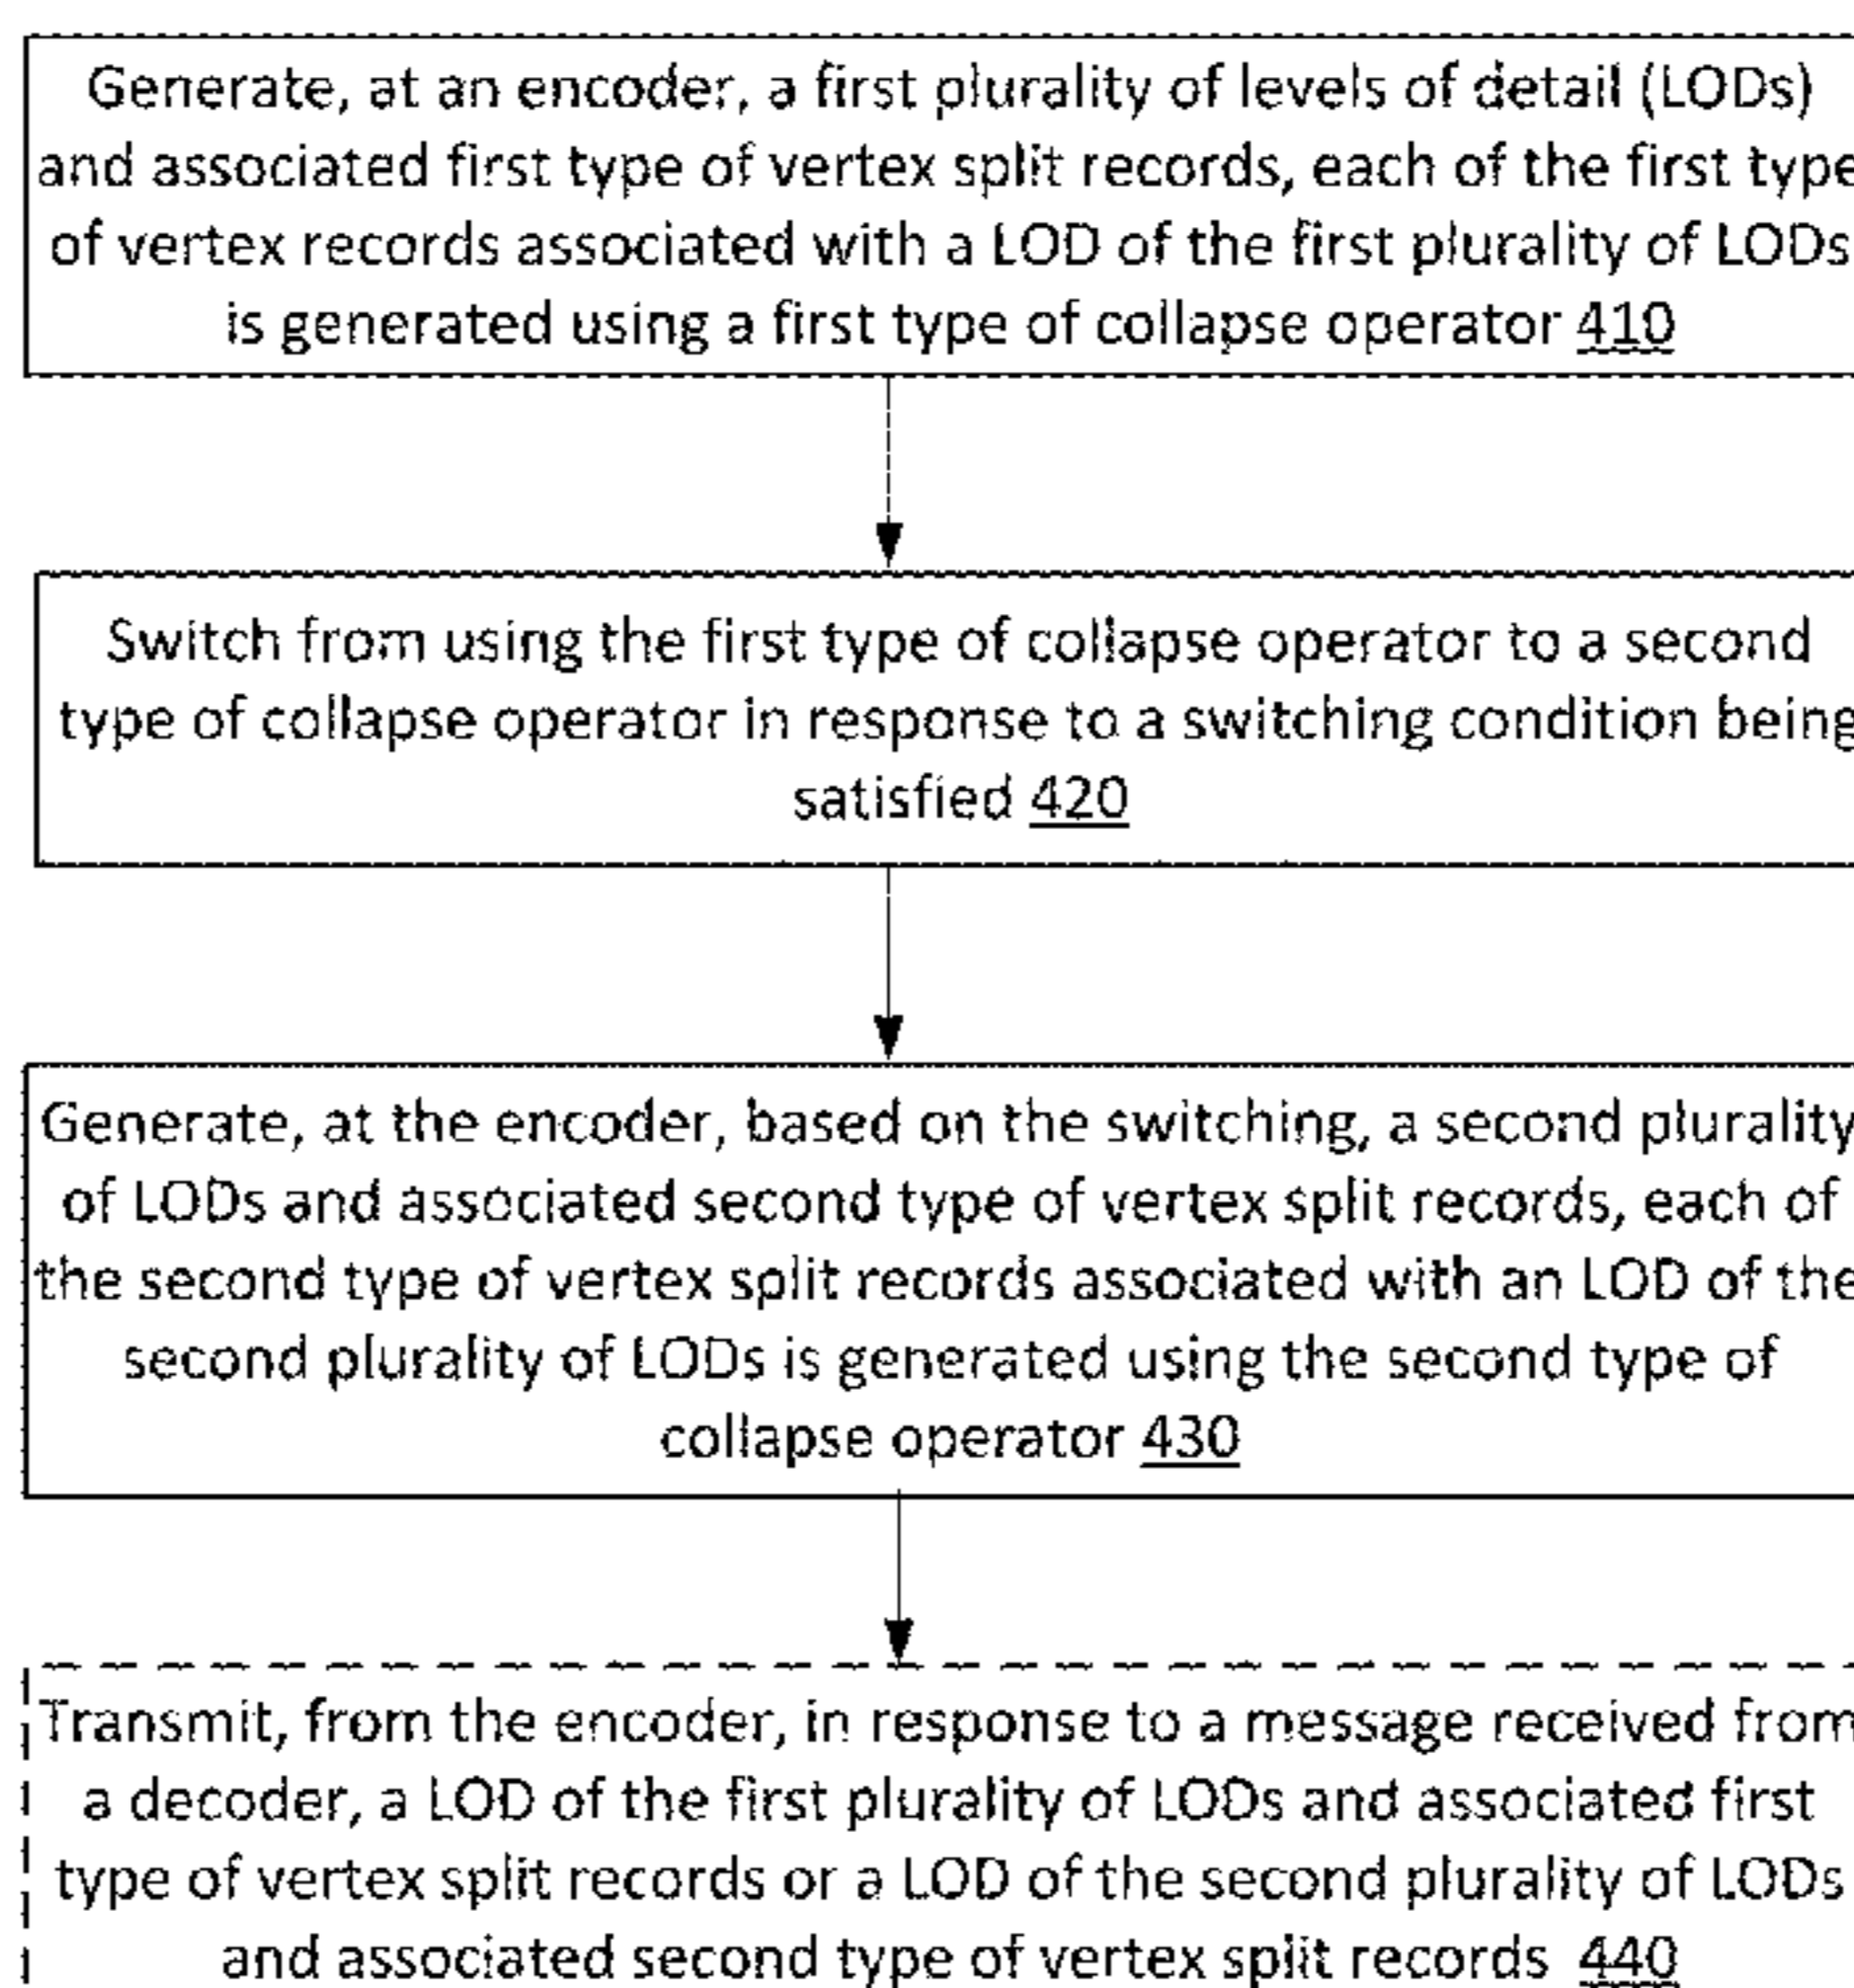 Generate, at an encoder, a first plurality of levels of detail (LODs)
and associated first type of vertex split records, each of the first type
of vertex records associated with a LOD of the first plurality of LODs
is generated using a first type of collapse operator 410
Switch from using the first type of collapse operator to a second
type of collapse operator in response to a switching condition being
satisfied 420
Generate, at the encoder, based on the switching, a second plurality
of LODs and associated second type of vertex split records, each of
the second type of vertex split records associated with an LOD of the
second plurality of LODs is generated using the second type of
collapse operator 430
Transmit, from the encoder, in response to a message received from
a decoder, a LOD of the first plurality of LODs and associated first
type of vertex split records or a LOD of the second plurality of LODs
and associated second type of vertex split records 440